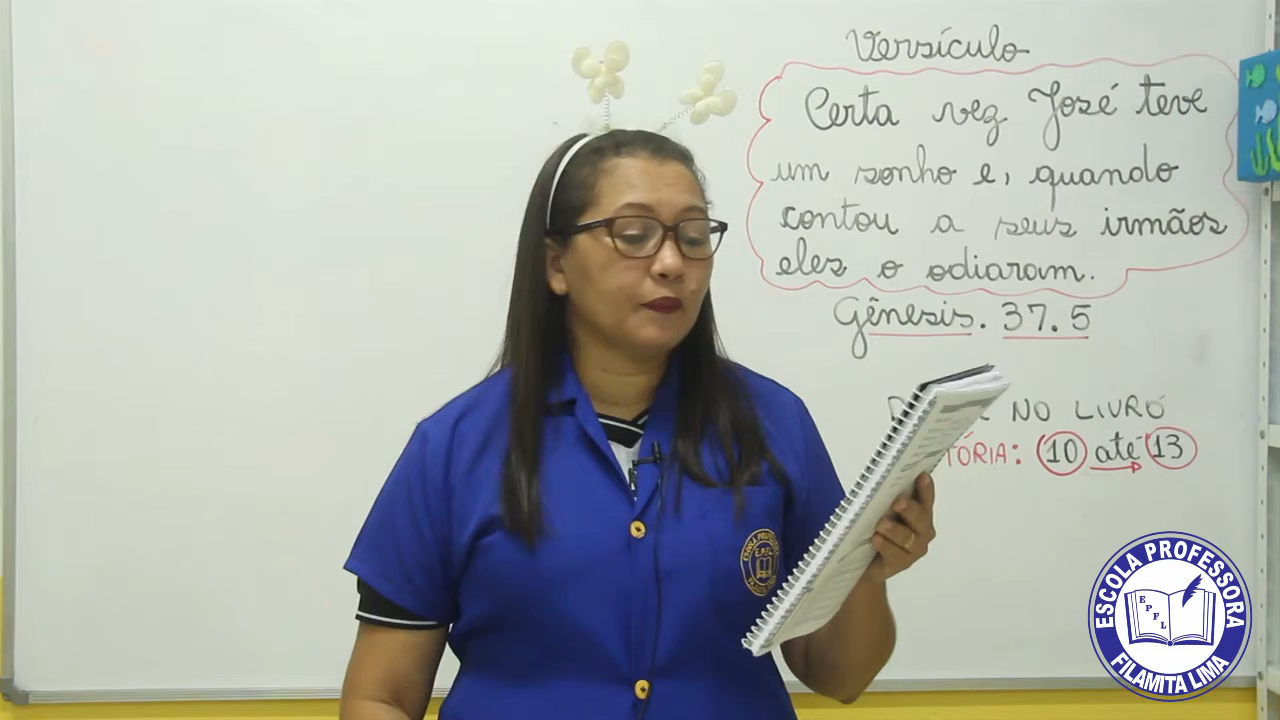 Versículo
Certa vez José teve
um sonho e, quando
contou a seus irmãos
eles o odiaram.
Gênesis. 37.5
NO LIVRO
TÓRIA: 10 até 13
ESCOLA PROFESSORA
E P F L
FILAMITA LIMA